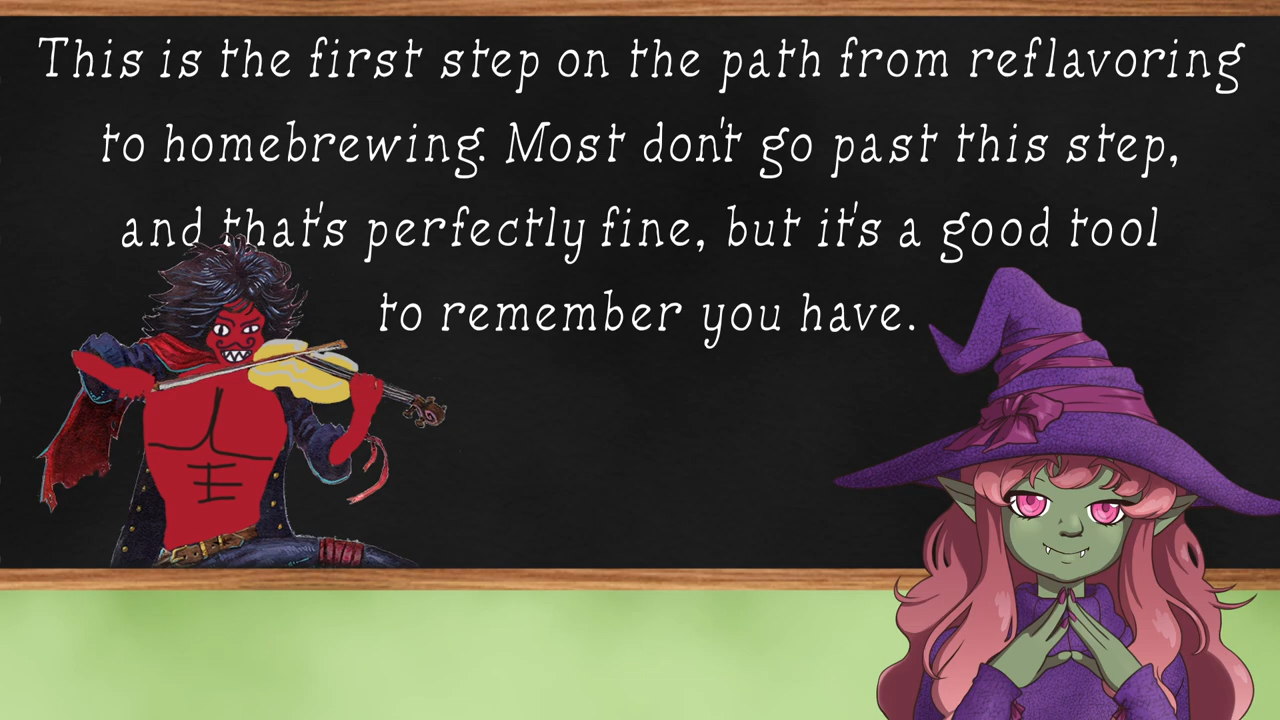 This is the first step on the path from reflavoring
to homebrewing. Most don't go past this step,
and that's perfectly fine, but it's a good tool
to remember you have.